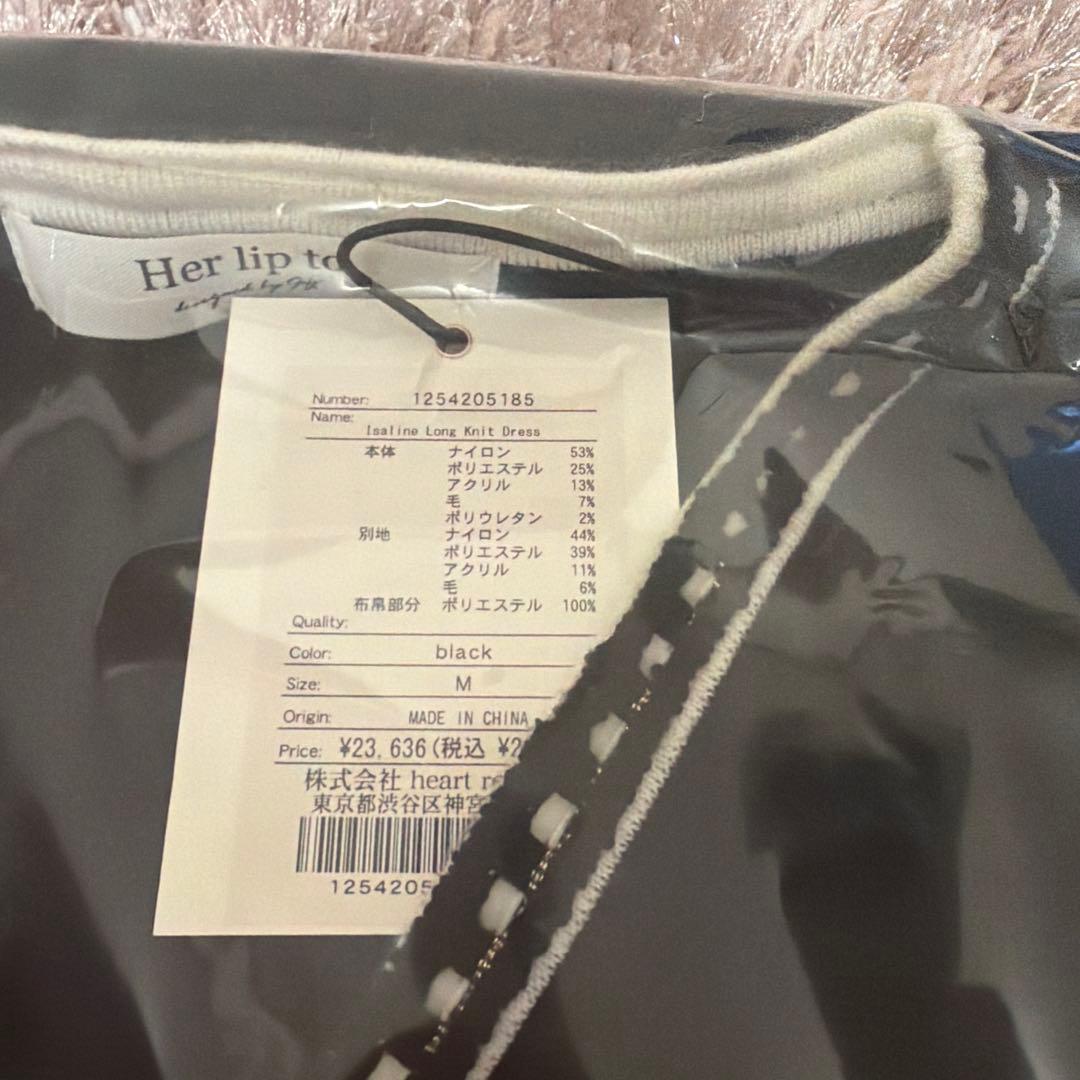 Her lip to
designed by
Number: 1254205185
Name:
Isaline Long Knit Dress
本体 ナイロン 53%
ポリエステル 25%
アクリル 13%
毛 7%
ポリウレタン 2%
別地 ナイロン 44%
ポリエステル 39%
アクリル 11%
毛 6%
布帛部分 ポリエステル 100%
Quality:
Color: black
Size: M
Origin: MADE IN CHINA
Price: ¥23,636(税込 ¥2
株式会社 heart r
東京都渋谷区神宮
1254205